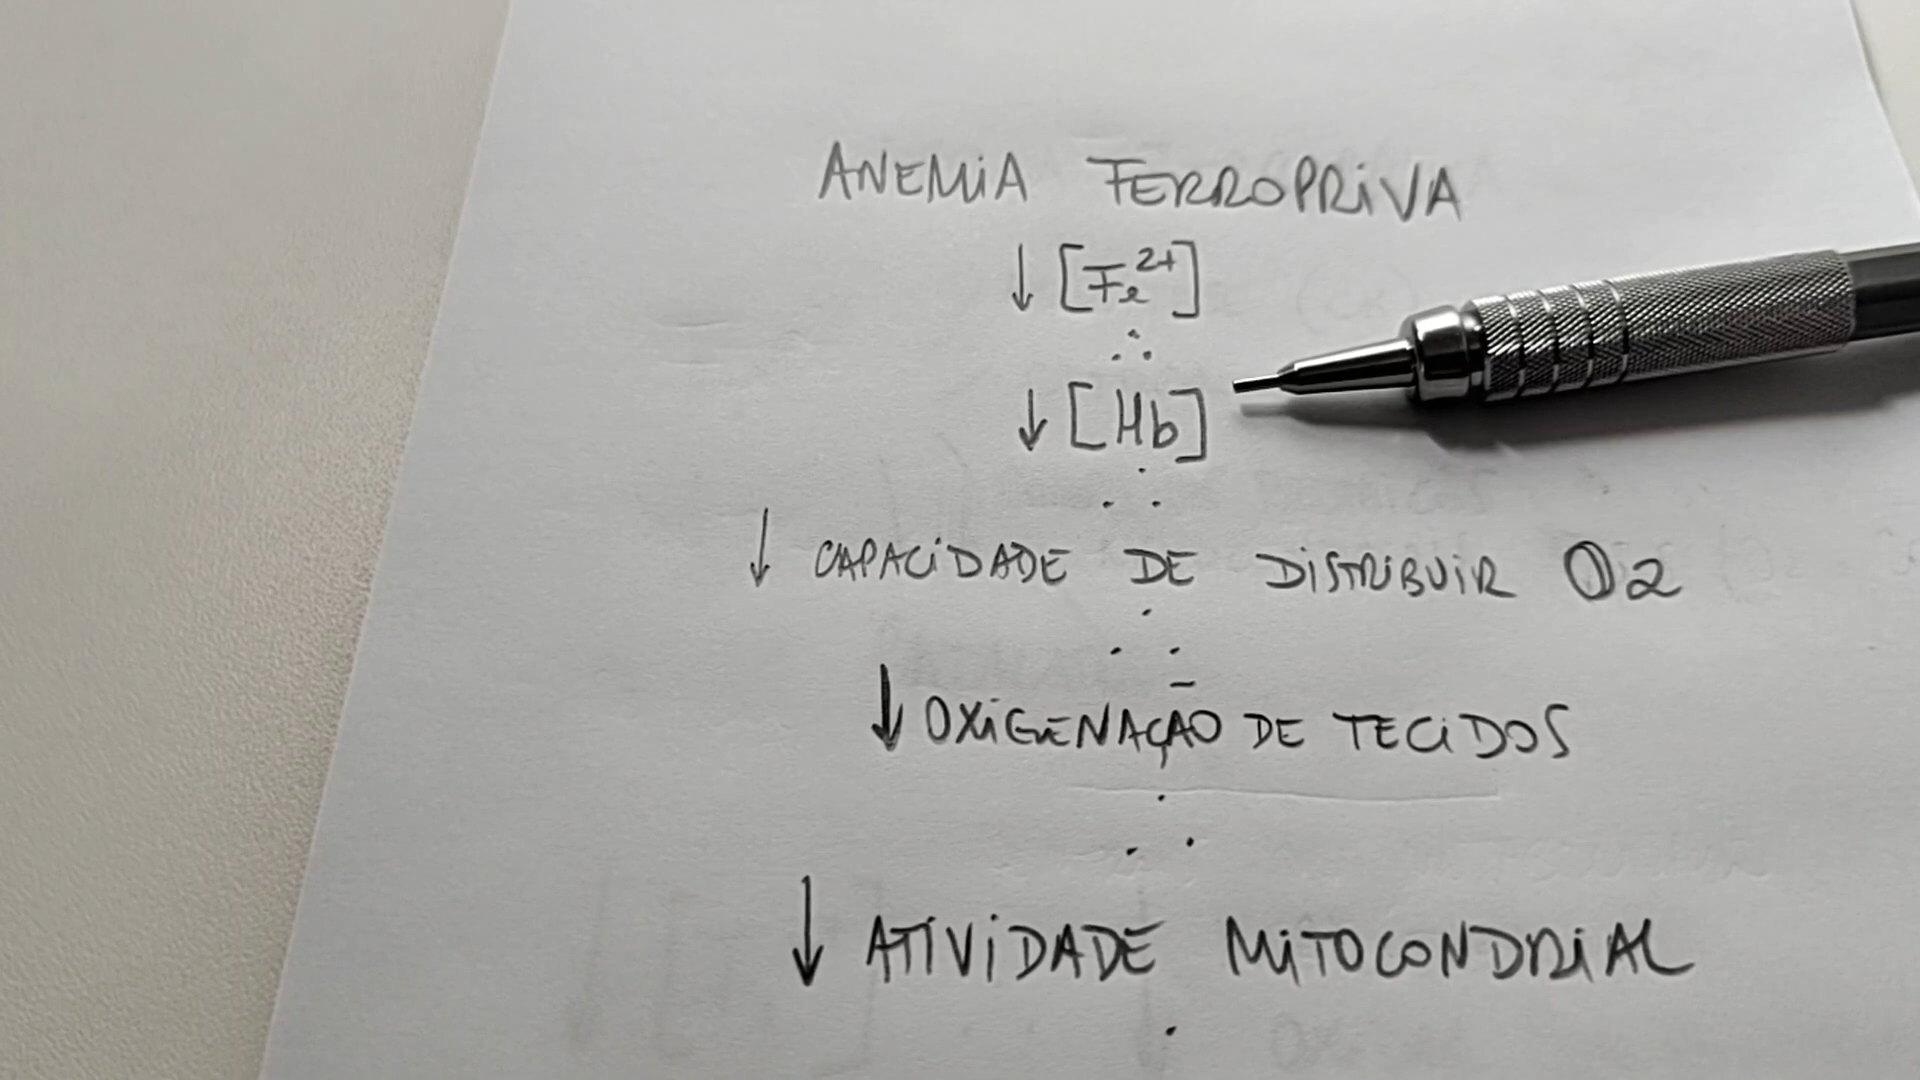 ANEMIA FERROPRIVA
↓ [Fe²⁺]
∴
↓ [Hb]
∴
↓ CAPACIDADE DE DISTRIBUIR O2
∴
↓ OXIGENAÇÃO DE TECIDOS
∴
↓ ATIVIDADE MITOCONDRIAL